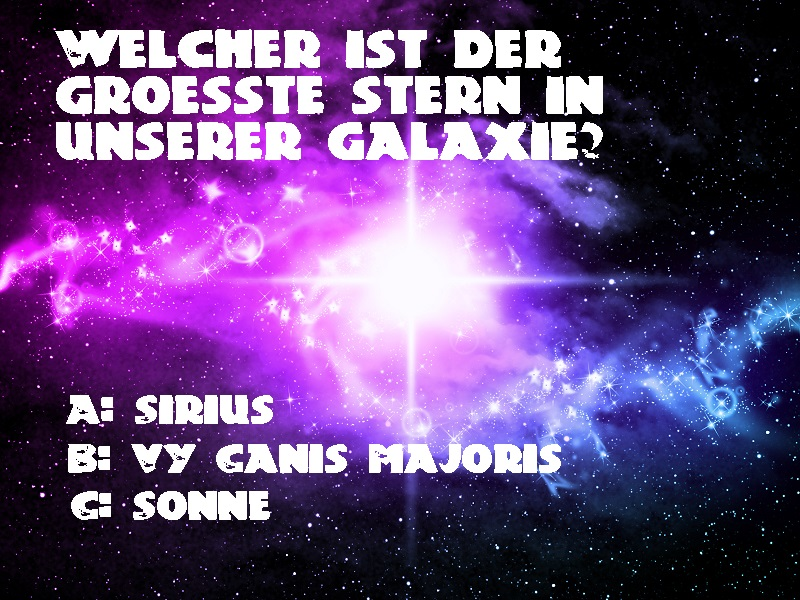 WELCHER IST DER
GROESSTE STERN IN
UNSERER GALAXIE?
A: SIRIUS
B: VY CANIS MAJORIS
C: SONNE